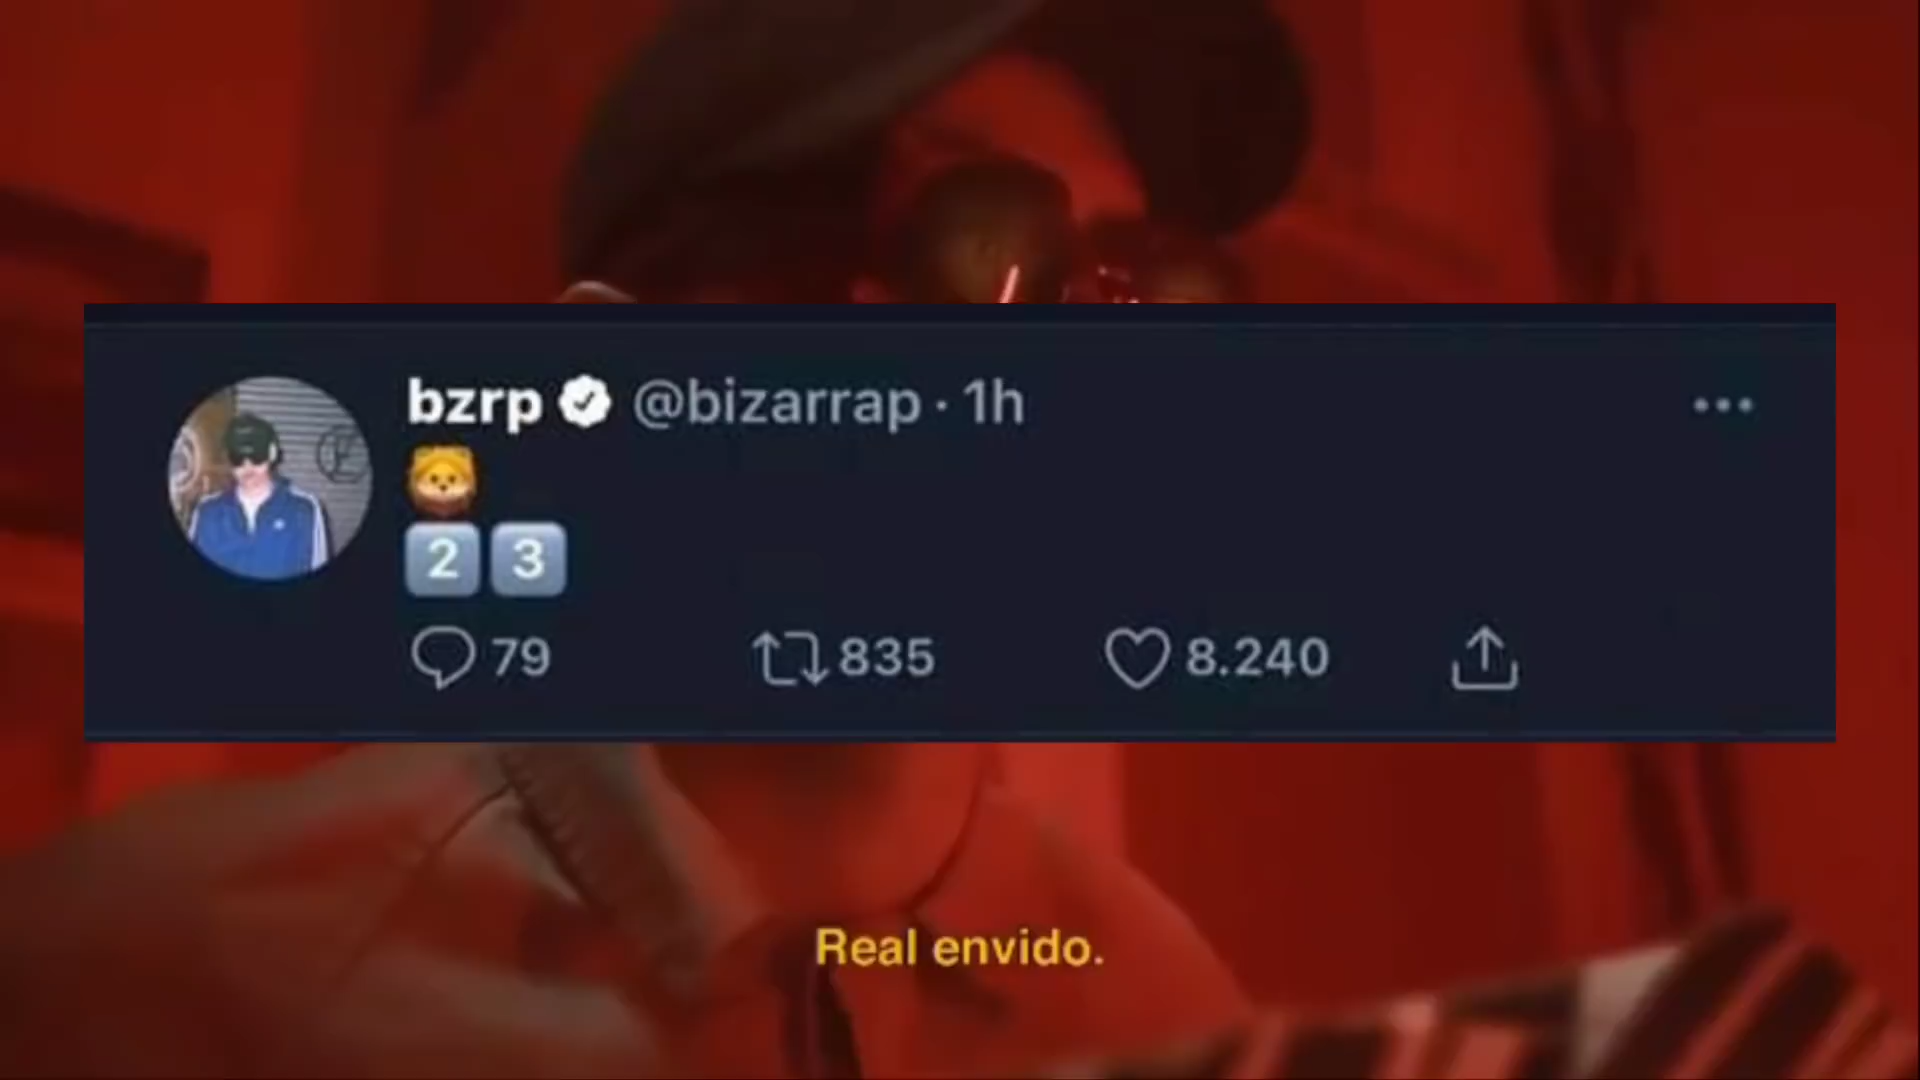 bzrp @bizarrap · 1h
🦁
2️⃣3️⃣
79 835 8.240
Real envido.